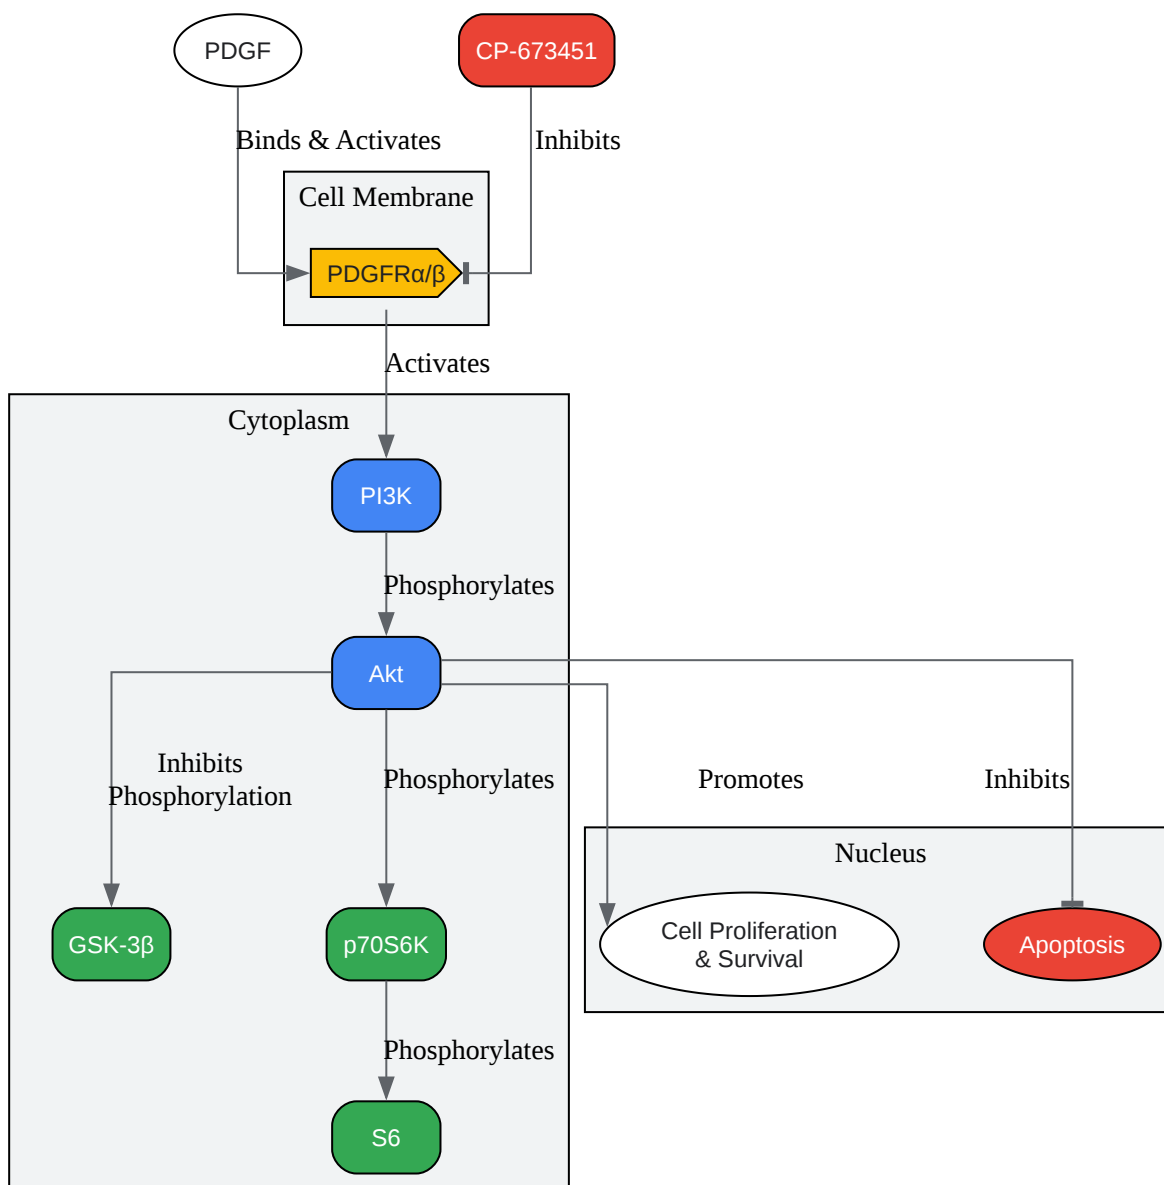 PDGF
CP-673451
Binds & Activates
Inhibits
Cell Membrane
PDGFRα/β
Activates
Cytoplasm
PI3K
Phosphorylates
Akt
Inhibits
Phosphorylation
Phosphorylates
Promotes
Inhibits
Nucleus
GSK-3β
p70S6K
Cell Proliferation
& Survival
Apoptosis
Phosphorylates
S6